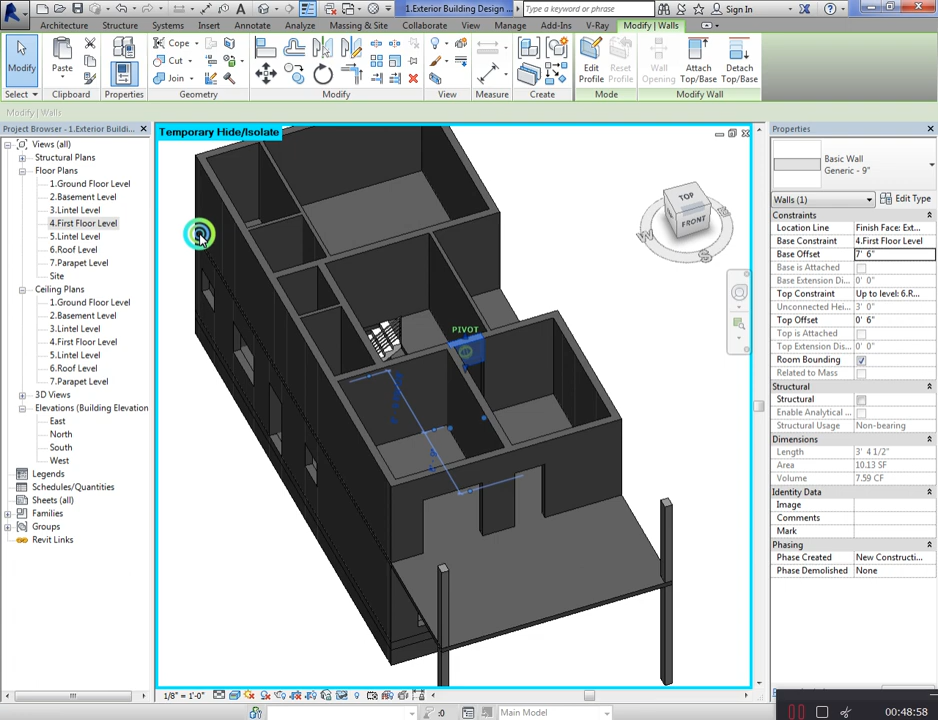 1.Exterior Building Design...
Type a keyword or phrase
Sign In
Architecture Structure Systems Insert Annotate Analyze Massing & Site Collaborate View Manage Add-Ins V-Ray Modify | Walls
Modify
Paste
Cope
Cut
Join
Edit Profile
Reset Profile
Wall Opening
Attach Top/Base
Detach Top/Base
Select Clipboard Properties Geometry Modify View Measure Create Mode Modify Wall
Modify | Walls
Project Browser - 1.Exterior Buildi...
Views (all)
Structural Plans
Floor Plans
1.Ground Floor Level
2.Basement Level
3.Lintel Level
4.First Floor Level
5.Lintel Level
6.Roof Level
7.Parapet Level
Site
Ceiling Plans
1.Ground Floor Level
2.Basement Level
3.Lintel Level
4.First Floor Level
5.Lintel Level
6.Roof Level
7.Parapet Level
3D Views
Elevations (Building Elevation
East
North
South
West
Legends
Schedules/Quantities
Sheets (all)
Families
Groups
Revit Links
Temporary Hide/Isolate
TOP
FRONT
W
PIVOT
1/8" = 1'-0"
Properties
Basic Wall
Generic - 9"
Walls (1)
Edit Type
Constraints
Location Line Finish Face: Ext...
Base Constraint 4.First Floor Level
Base Offset 7' 6"
Base is Attached
Base Extension Di... 0' 0"
Top Constraint Up to level: 6.R...
Unconnected Hei...
Top Offset 0' 6"
Top is Attached
Top Extension Dis... 0' 0"
Room Bounding
Related to Mass
Structural
Structural
Enable Analytical ...
Structural Usage Non-bearing
Dimensions
Length 3' 4 1/2"
Area 10.13 SF
Volume 7.59 CF
Identity Data
Image
Comments
Mark
Phasing
Phase Created New Constructi...
Phase Demolished None
:0
Main Model
00:48:58